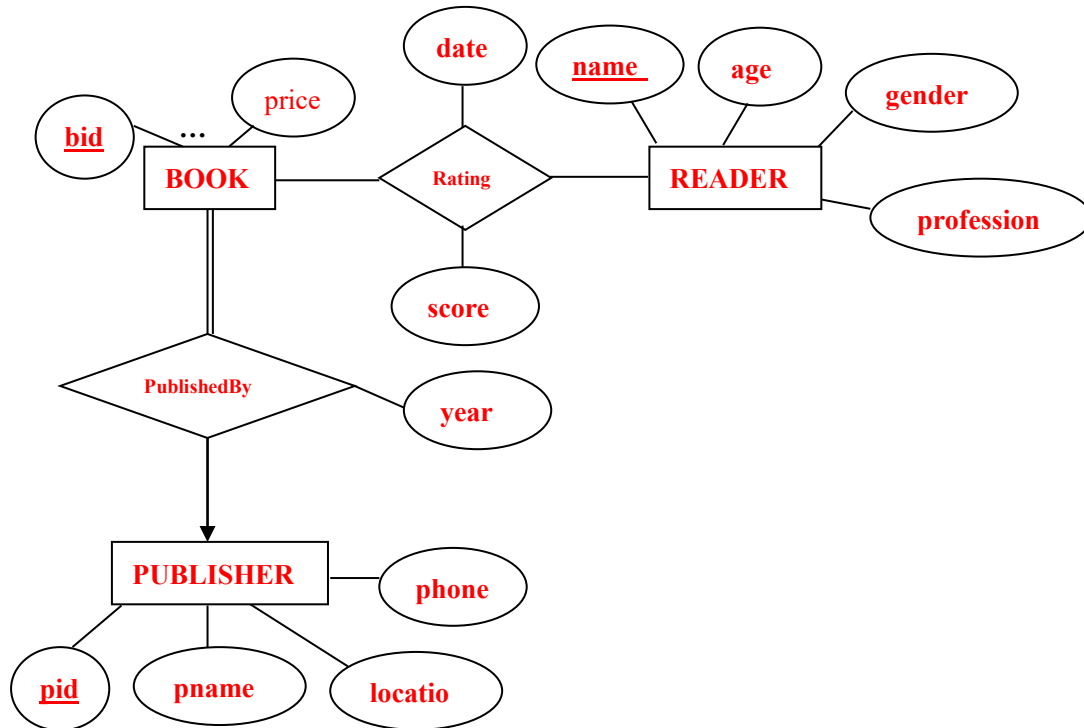 date
name
age
gender
price
bid
...
BOOK
Rating
READER
profession
score
PublishedBy
year
PUBLISHER
phone
pid
pname
locatio